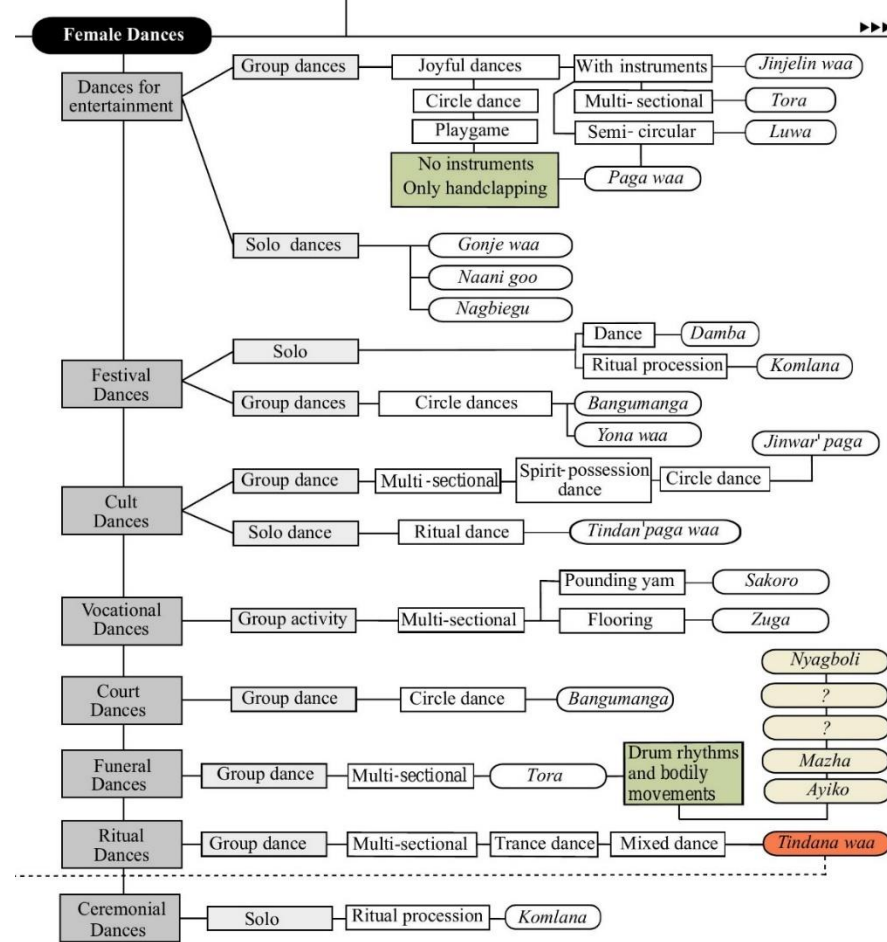 Female Dances
Dances for
entertainment
Group dances
Joyful dances
With instruments
Jinjelin waa
Circle dance
Multi- sectional
Tora
Playgame
Semi- circular
Luwa
No instruments
Only handclapping
Paga waa
Solo dances
Gonje waa
Naani goo
Nagbiegu
Festival
Dances
Solo
Dance
Damba
Ritual procession
Komlana
Group dances
Circle dances
Bangumanga
Yona waa
Cult
Dances
Group dance
Multi -sectional
Spirit-possession
dance
Circle dance
Jinwar' paga
Solo dance
Ritual dance
Tindan'paga waa
Vocational
Dances
Group activity
Multi-sectional
Pounding yam
Sakoro
Flooring
Zuga
Court
Dances
Group dance
Circle dance
Bangumanga
Nyagboli
?
?
Mazha
Ayiko
Funeral
Dances
Group dance
Multi-sectional
Tora
Drum rhythms
and bodily
movements
Ritual
Dances
Group dance
Multi-sectional
Trance dance
Mixed dance
Tindana waa
Ceremonial
Dances
Solo
Ritual procession
Komlana